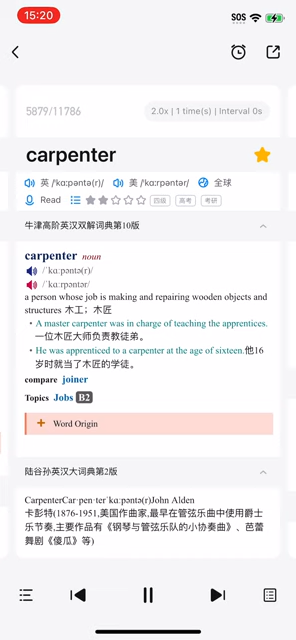 15:20
SOS
5879/11786
2.0x | 1 time(s) | Interval 0s
carpenter
英 /'kɑ:pəntə(r)/ 美 /'kɑ:rpəntər/ 全球
Read 四级 高考 考研
牛津高阶英汉双解词典第10版
carpenter noun
/ˈkɑːpəntə(r)/
/ˈkɑːrpəntər/
a person whose job is making and repairing wooden objects and
structures 木工；木匠
• A master carpenter was in charge of teaching the apprentices.
一位木匠大师负责教徒弟。
• He was apprenticed to a carpenter at the age of sixteen.他16
岁时就当了木匠的学徒。
compare joiner
Topics Jobs B2
+ Word Origin
陆谷孙英汉大词典第2版
CarpenterCar·pen·ter'kɑ:pəntə(r)John Alden
卡彭特(1876-1951,美国作曲家,最早在管弦乐曲中使用爵士
乐节奏,主要作品有《钢琴与管弦乐队的小协奏曲》、芭蕾
舞剧《傻瓜》等)